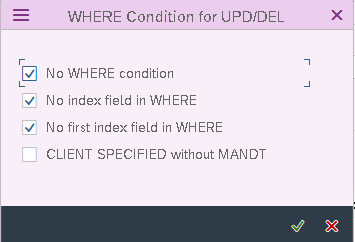 WHERE Condition for UPD/DEL
No WHERE condition
No index field in WHERE
No first index field in WHERE
CLIENT SPECIFIED without MANDT